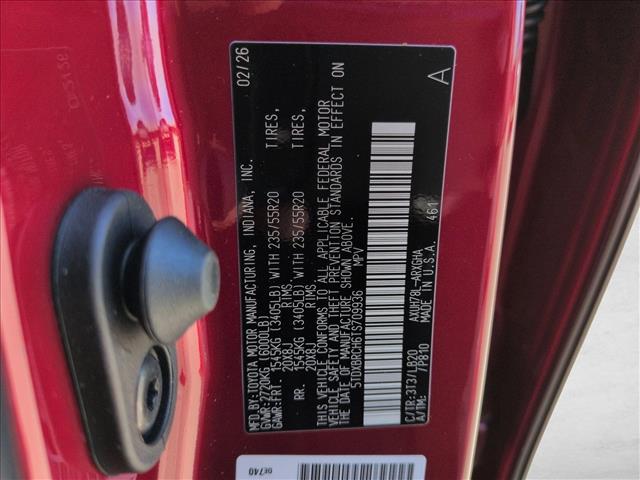 MFD.BY:TOYOTA MOTOR MANUFACTURING, INDIANA, INC. 02/26
GVWR:2720KG (6000LB)
GAWR:FRT. 1545KG (3405LB) WITH 235/55R20 TIRES,
20X8J RIMS,
RR. 1545KG (3405LB) WITH 235/55R20 TIRES,
20X8J RIMS.
THIS VEHICLE CONFORMS TO ALL APPLICABLE FEDERAL MOTOR
VEHICLE SAFETY AND THEFT PREVENTION STANDARDS IN EFFECT ON
THE DATE OF MANUFACTURE SHOWN ABOVE.
5TDXBRCH6TS709936 MPV
461 A
AXUH78L-ARXGHA
MADE IN U.S.A.
C/TR:3T3/LB20
A/TM: /P810
0E740